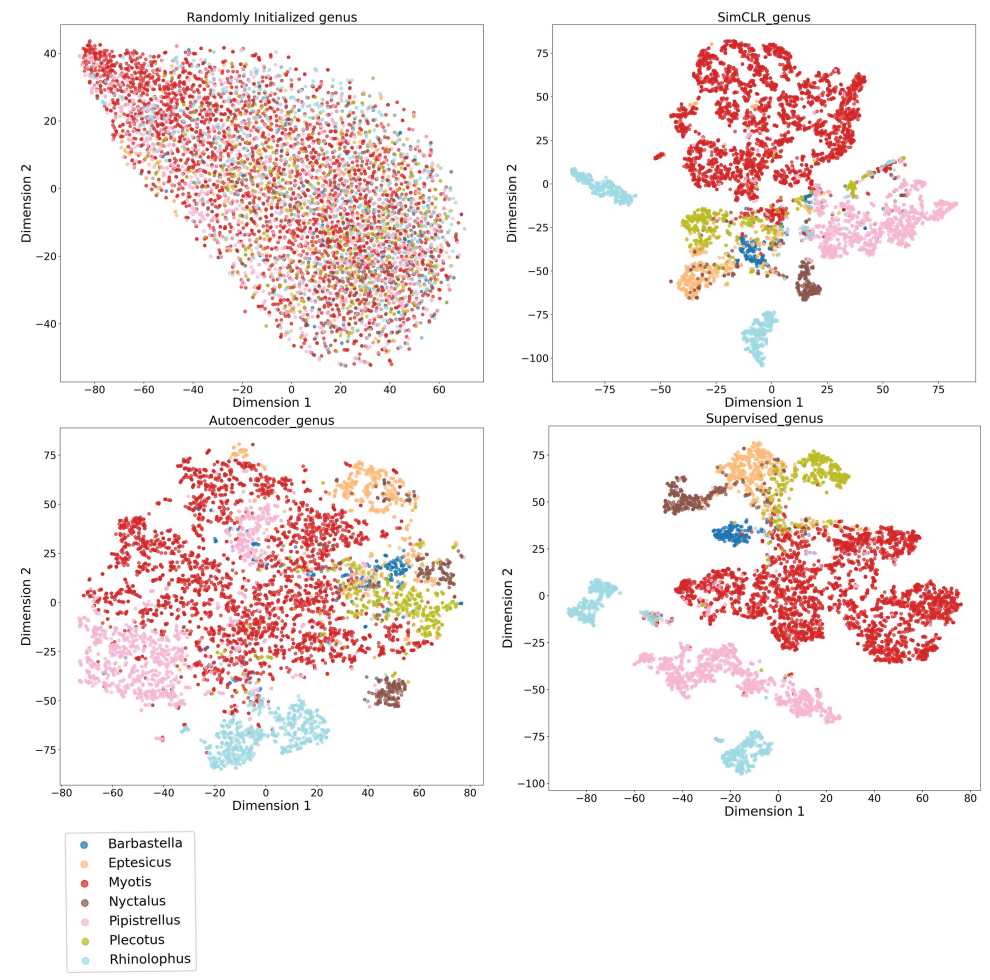 Randomly Initialized genus
Dimension 2
40
20
0
−20
−40
−80 −60 −40 −20 0 20 40 60
Dimension 1
SimCLR_genus
Dimension 2
75
50
25
0
−25
−50
−75
−100
−75 −50 −25 0 25 50 75
Dimension 1
Autoencoder_genus
Dimension 2
75
50
25
0
−25
−50
−75
−80 −60 −40 −20 0 20 40 60 80
Dimension 1
Supervised_genus
Dimension 2
75
50
25
0
−25
−50
−75
−100
−80 −60 −40 −20 0 20 40 60 80
Dimension 1
Barbastella
Eptesicus
Myotis
Nyctalus
Pipistrellus
Plecotus
Rhinolophus